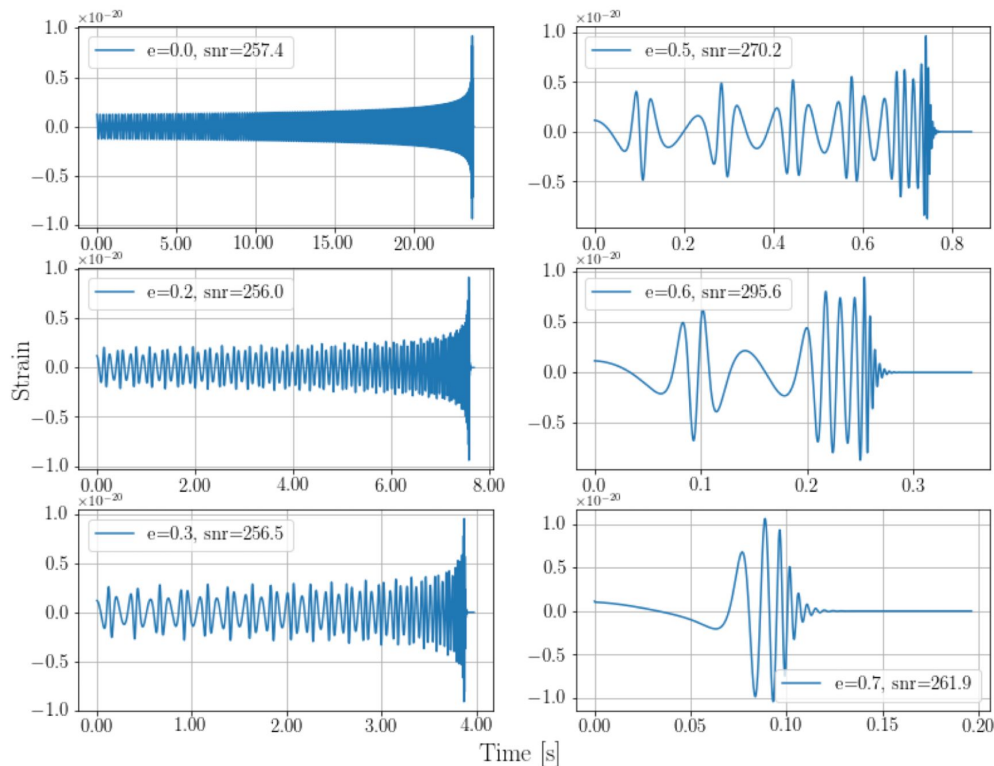 ×10⁻²⁰
1.0
0.5
0.0
−0.5
−1.0
e=0.0, snr=257.4
0.00 5.00 10.00 15.00 20.00
×10⁻²⁰
1.0
0.5
0.0
−0.5
e=0.5, snr=270.2
0.0 0.2 0.4 0.6 0.8
×10⁻²⁰
1.0
0.5
0.0
−0.5
−1.0
e=0.2, snr=256.0
0.00 2.00 4.00 6.00 8.00
×10⁻²⁰
1.0
0.5
0.0
−0.5
e=0.6, snr=295.6
0.0 0.1 0.2 0.3
Strain
×10⁻²⁰
1.0
0.5
0.0
−0.5
−1.0
e=0.3, snr=256.5
0.00 1.00 2.00 3.00 4.00
×10⁻²⁰
1.0
0.5
0.0
−0.5
−1.0
e=0.7, snr=261.9
0.00 0.05 0.10 0.15 0.20
Time [s]